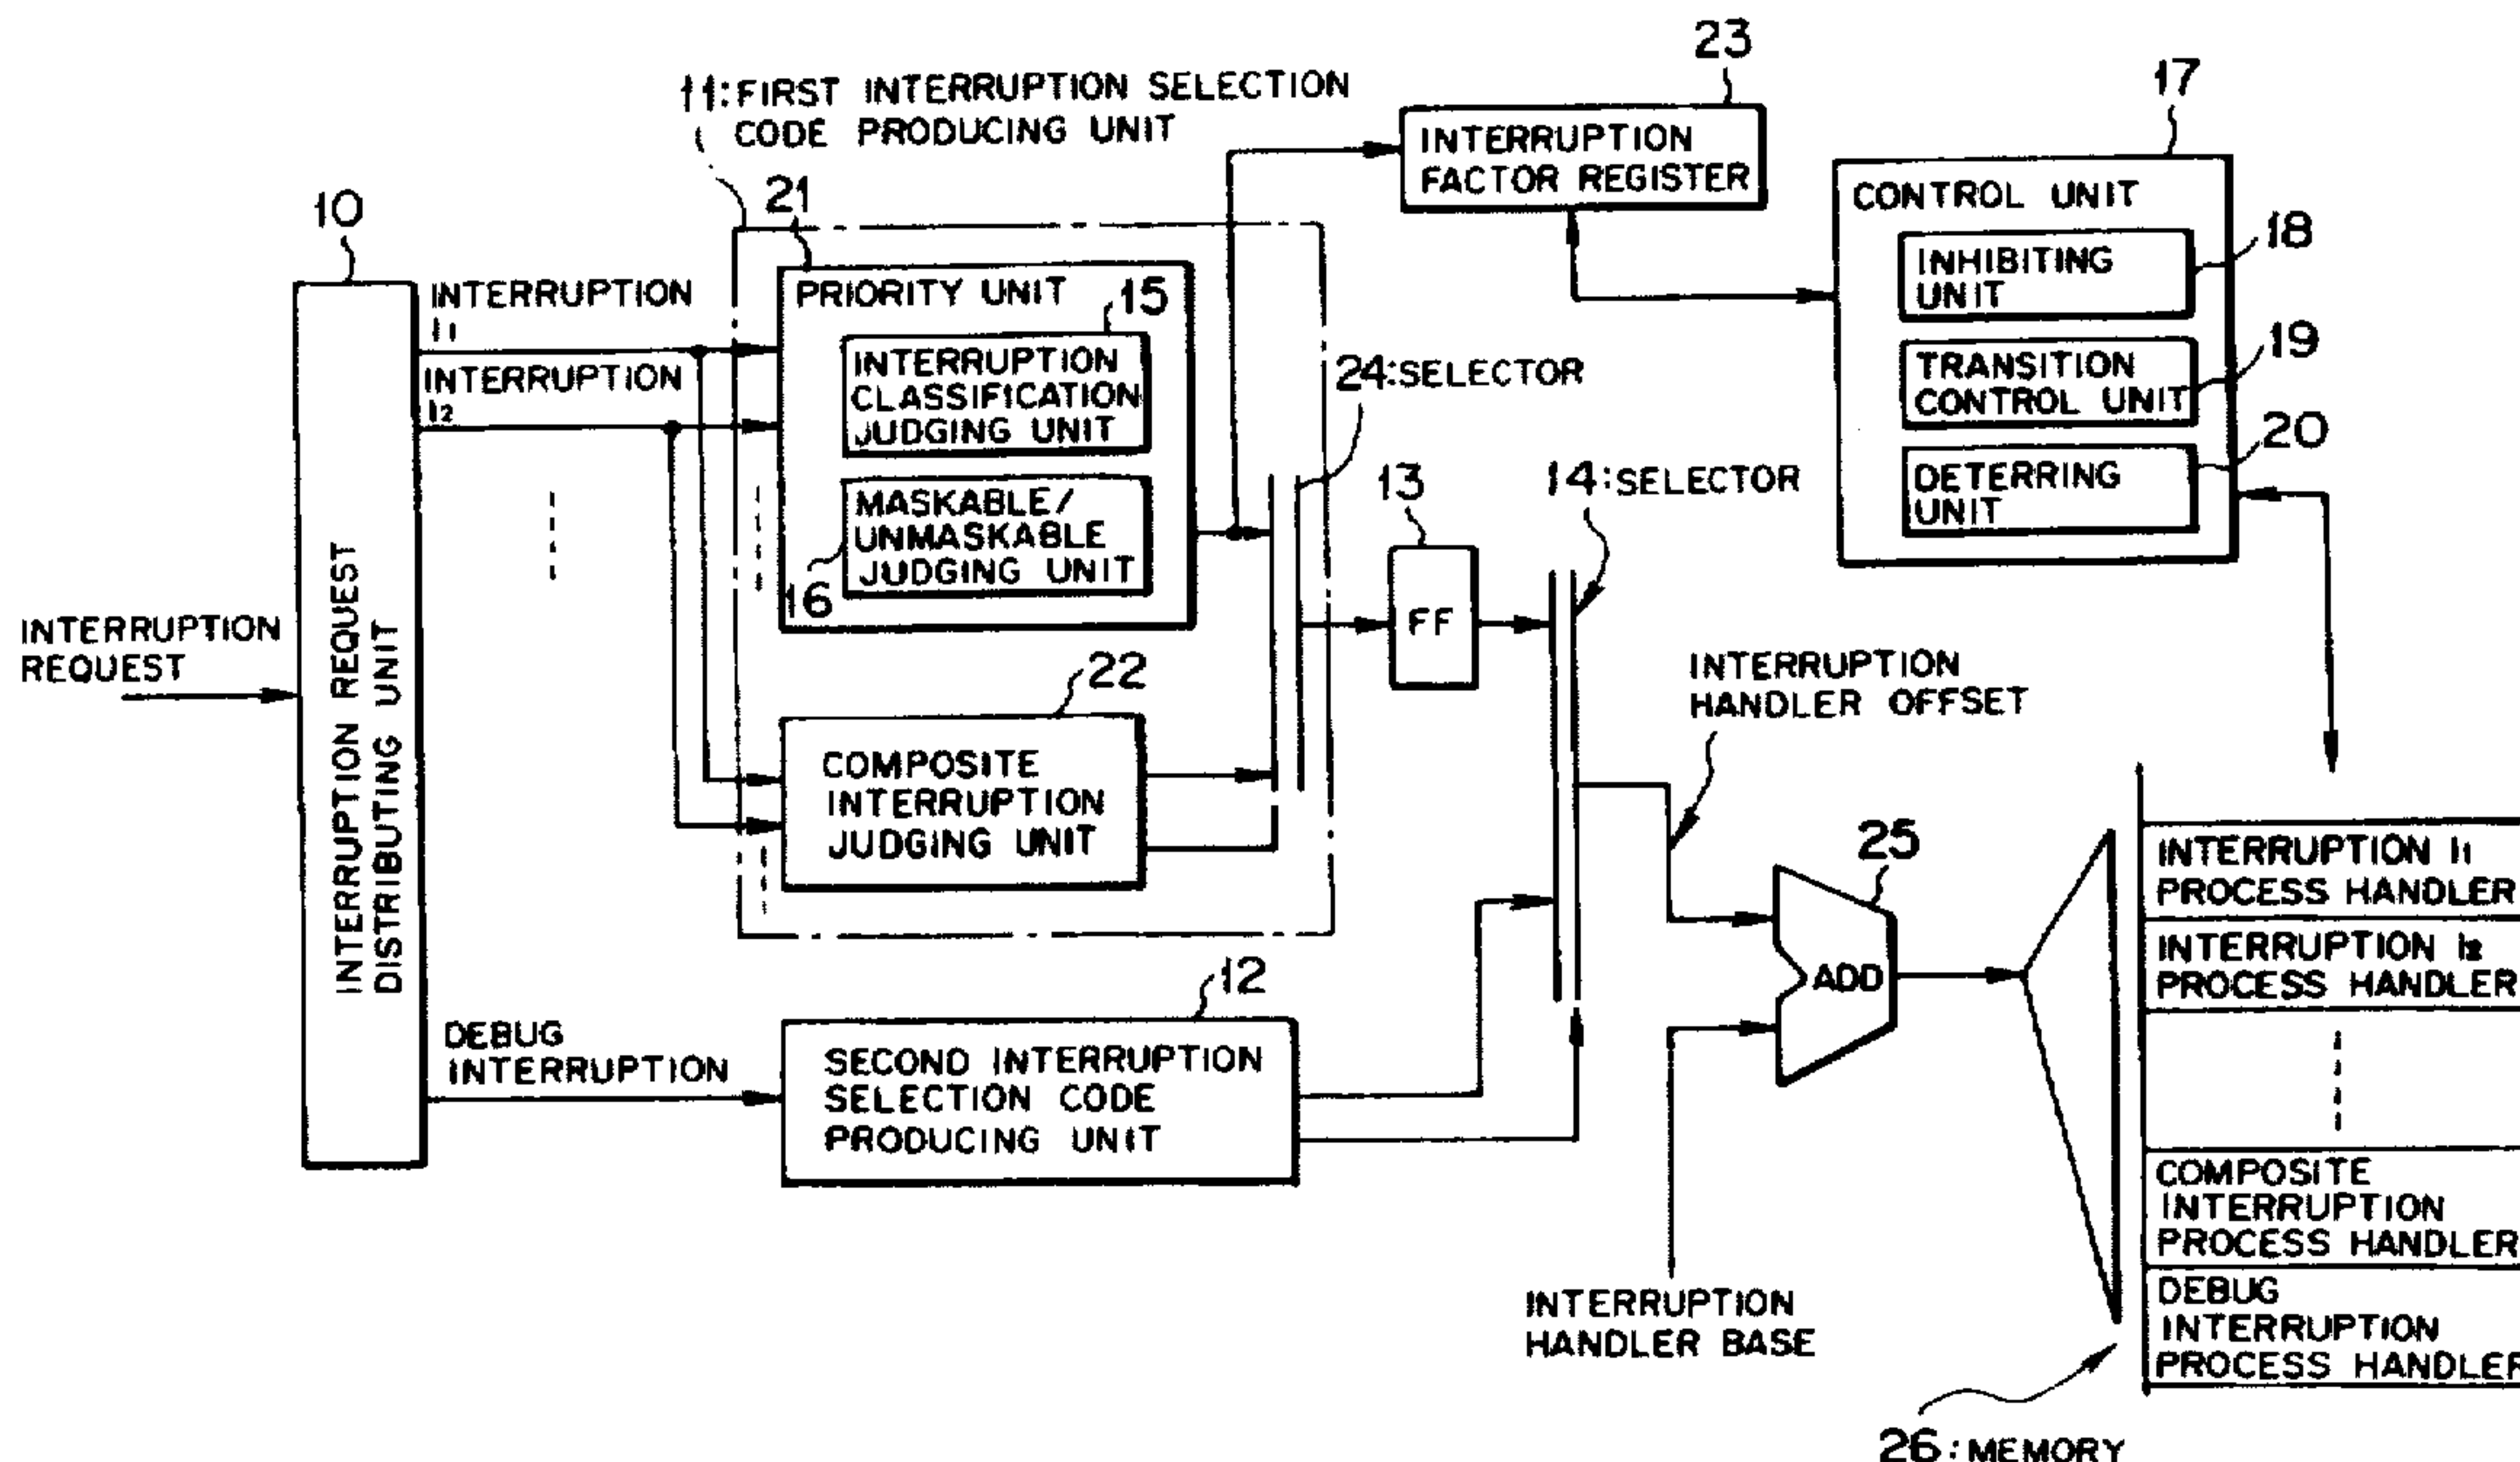 23
17
11:FIRST INTERRUPTION SELECTION
CODE PRODUCING UNIT
INTERRUPTION
FACTOR REGISTER
CONTROL UNIT
21
10
18
INHIBITING
UNIT
INTERRUPTION
I1
PRIORITY UNIT
15
INTERRUPTION
CLASSIFICATION
JUDGING UNIT
19
TRANSITION
CONTROL UNIT
INTERRUPTION
I2
24:SELECTOR
20
DETERRING
UNIT
MASKABLE/
UNMASKABLE
JUDGING UNIT
16
13
14:SELECTOR
FF
INTERRUPTION
REQUEST
INTERRUPTION REQUEST
DISTRIBUTING UNIT
22
COMPOSITE
INTERRUPTION
JUDGING UNIT
INTERRUPTION
HANDLER OFFSET
25
ADD
INTERRUPTION I1
PROCESS HANDLER
INTERRUPTION I2
PROCESS HANDLER
12
DEBUG
INTERRUPTION
SECOND INTERRUPTION
SELECTION CODE
PRODUCING UNIT
COMPOSITE
INTERRUPTION
PROCESS HANDLER
INTERRUPTION
HANDLER BASE
DEBUG
INTERRUPTION
PROCESS HANDLER
26:MEMORY